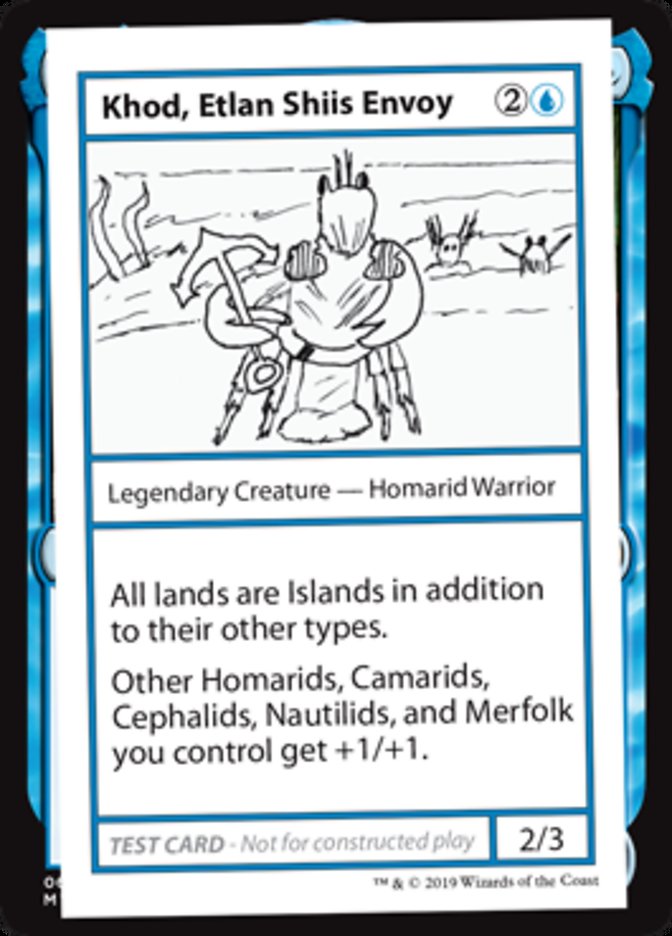 Khod, Etlan Shiis Envoy 2
Legendary Creature — Homarid Warrior
All lands are Islands in addition
to their other types.
Other Homarids, Camarids,
Cephalids, Nautilids, and Merfolk
you control get +1/+1.
TEST CARD - Not for constructed play 2/3
™ & © 2019 Wizards of the Coast
M